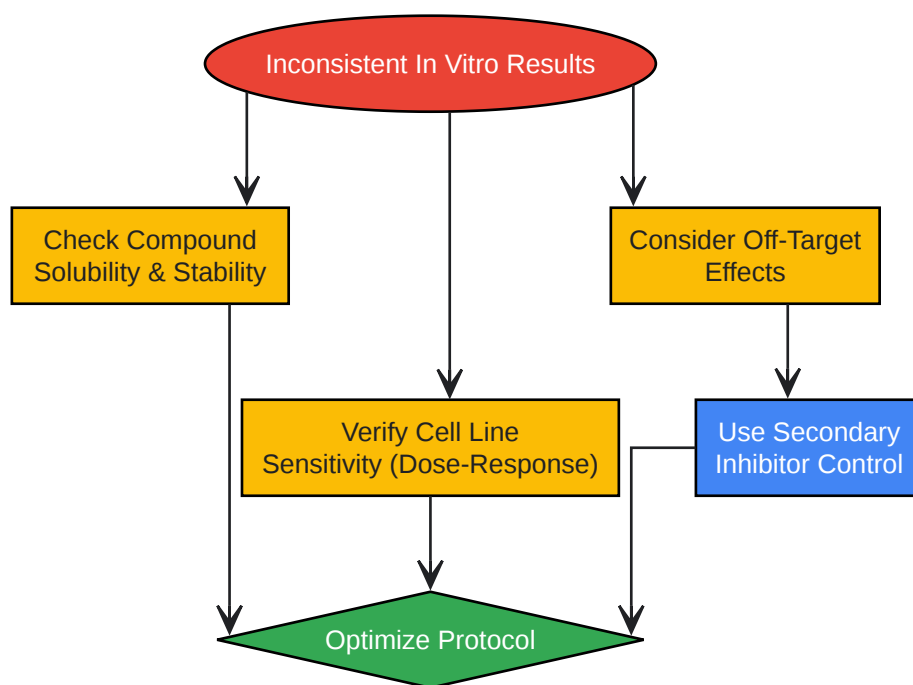 Inconsistent In Vitro Results
Check Compound
Solubility & Stability
Consider Off-Target
Effects
Verify Cell Line
Sensitivity (Dose-Response)
Use Secondary
Inhibitor Control
Optimize Protocol